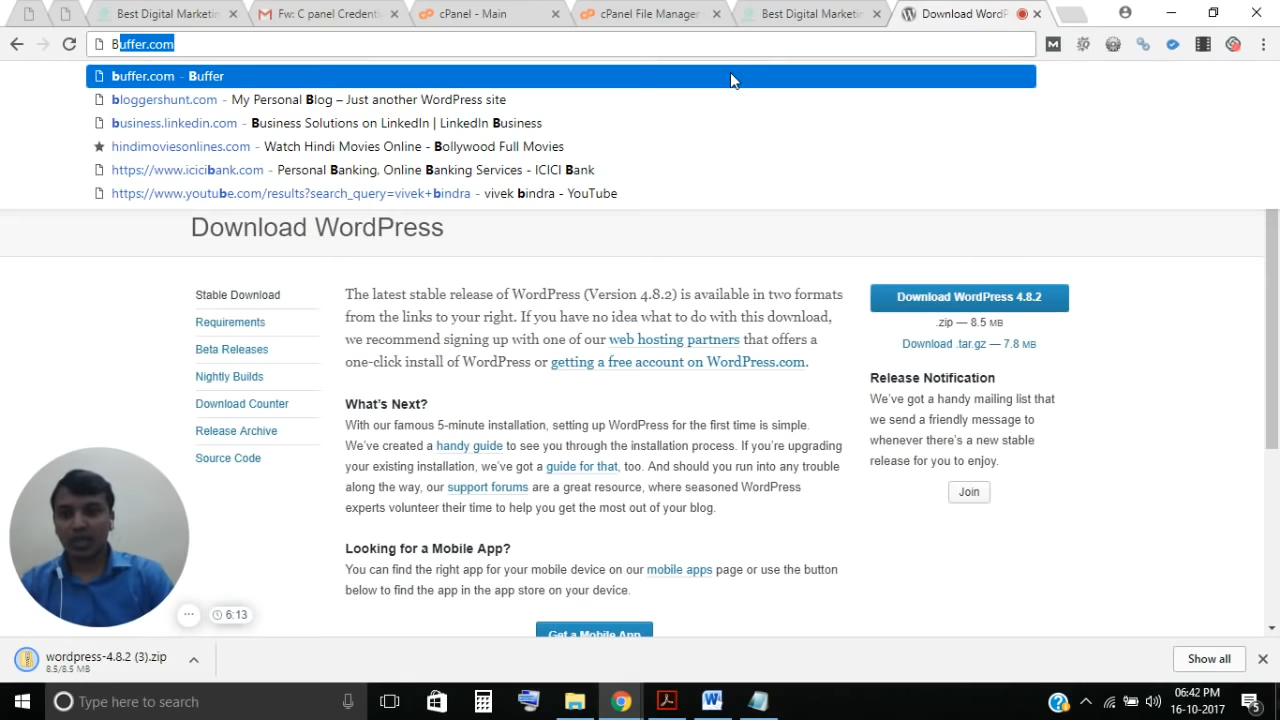 Best Digital Marketin
Fw: C panel Credenti
cPanel - Main
cPanel File Manager
Best Digital Marketin
Download WordP
Buffer.com
buffer.com - Buffer
bloggershunt.com - My Personal Blog – Just another WordPress site
business.linkedin.com - Business Solutions on LinkedIn | LinkedIn Business
hindimoviesonlines.com - Watch Hindi Movies Online - Bollywood Full Movies
https://www.icicibank.com - Personal Banking, Online Banking Services - ICICI Bank
https://www.youtube.com/results?search_query=vivek+bindra - vivek bindra - YouTube
Download WordPress
Stable Download
Requirements
Beta Releases
Nightly Builds
Download Counter
Release Archive
Source Code
The latest stable release of WordPress (Version 4.8.2) is available in two formats
from the links to your right. If you have no idea what to do with this download,
we recommend signing up with one of our web hosting partners that offers a
one-click install of WordPress or getting a free account on WordPress.com.
What's Next?
With our famous 5-minute installation, setting up WordPress for the first time is simple.
We've created a handy guide to see you through the installation process. If you're upgrading
your existing installation, we've got a guide for that, too. And should you run into any trouble
along the way, our support forums are a great resource, where seasoned WordPress
experts volunteer their time to help you get the most out of your blog.
Looking for a Mobile App?
You can find the right app for your mobile device on our mobile apps page or use the button
below to find the app in the app store on your device.
Get a Mobile App
Download WordPress 4.8.2
.zip — 8.5 MB
Download .tar.gz — 7.8 MB
Release Notification
We've got a handy mailing list that
we send a friendly message to
whenever there's a new stable
release for you to enjoy.
Join
6:13
wordpress-4.8.2 (3).zip
8.5/8.5 MB
Show all
Type here to search
06:42 PM
16-10-2017
5